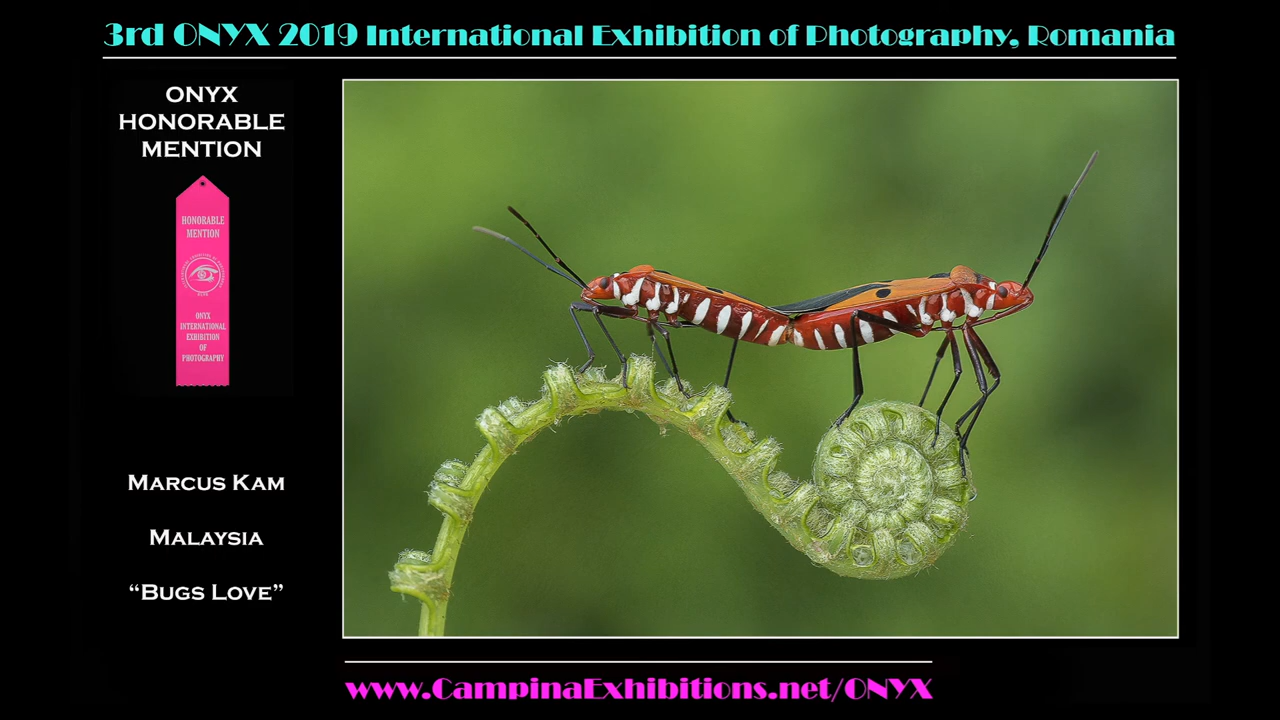 3rd ONYX 2019 International Exhibition of Photography, Romania
ONYX
HONORABLE
MENTION
HONORABLE
MENTION
ONYX
INTERNATIONAL
EXHIBITION
OF
PHOTOGRAPHY
Marcus Kam
Malaysia
“Bugs Love”
www.CampinaExhibitions.net/ONYX